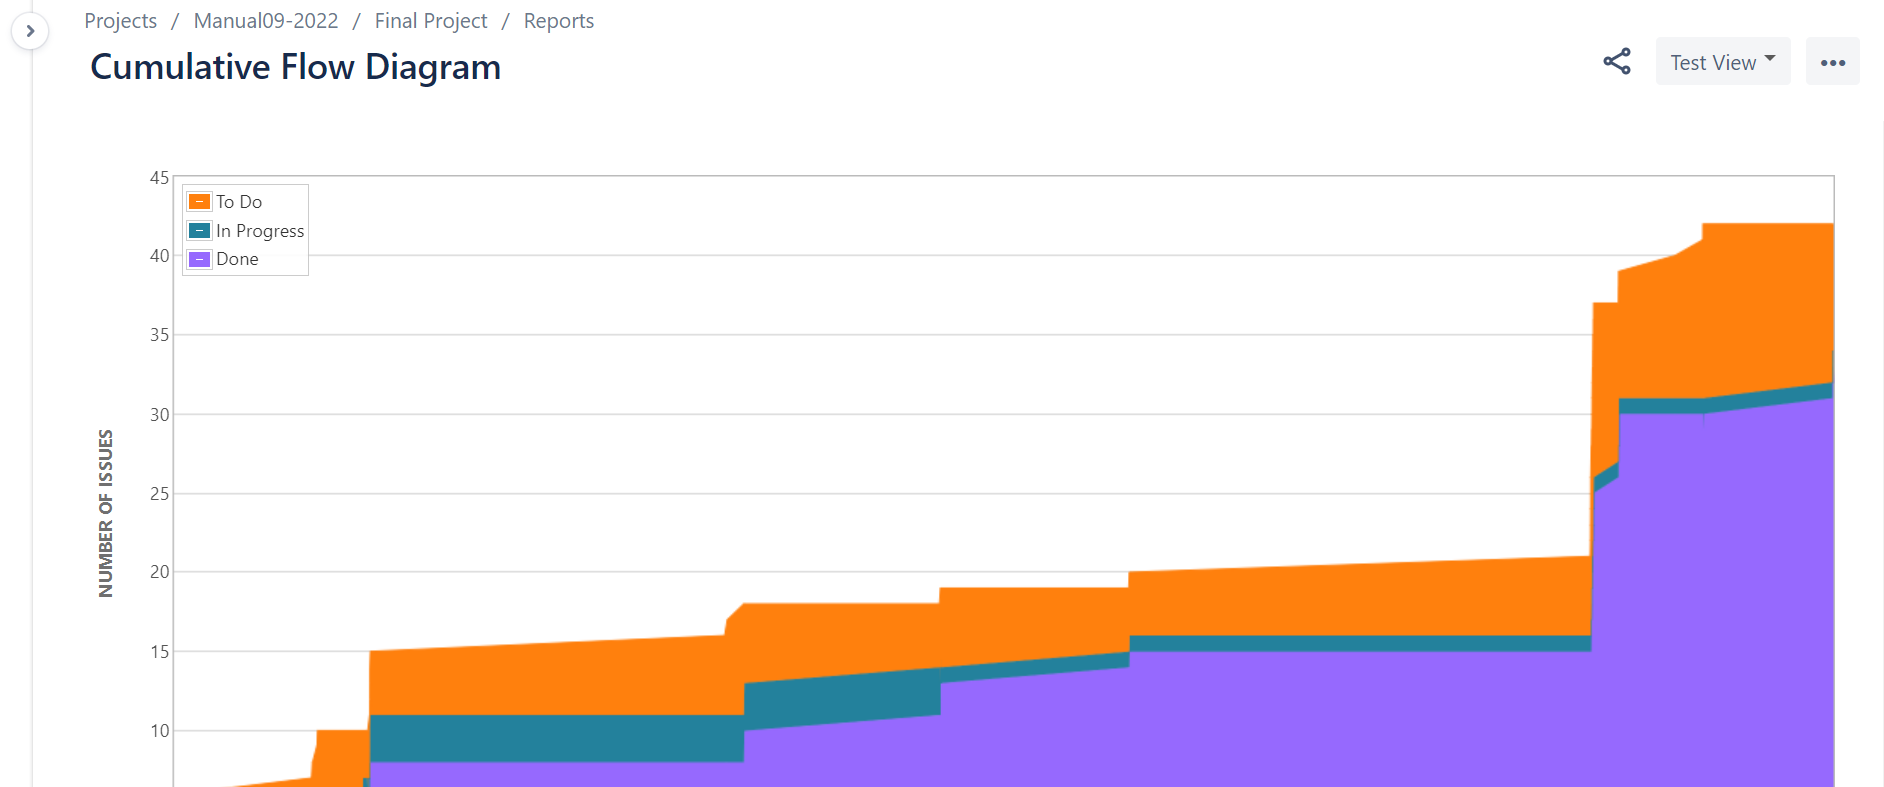 Projects / Manual09-2022 / Final Project / Reports
Cumulative Flow Diagram
Test View
To Do
In Progress
Done
45
40
35
30
25
20
15
10
NUMBER OF ISSUES